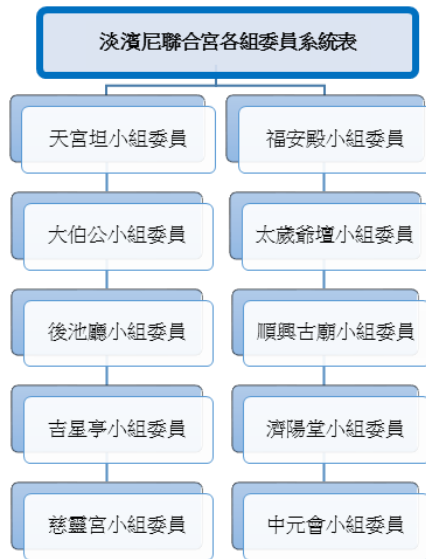 淡濱尼聯合宮各組委員系統表
天宮坦小組委員
福安殿小組委員
大伯公小組委員
太歲爺壇小組委員
後池廳小組委員
順興古廟小組委員
吉星亭小組委員
濟陽堂小組委員
慈靈宮小組委員
中元會小組委員